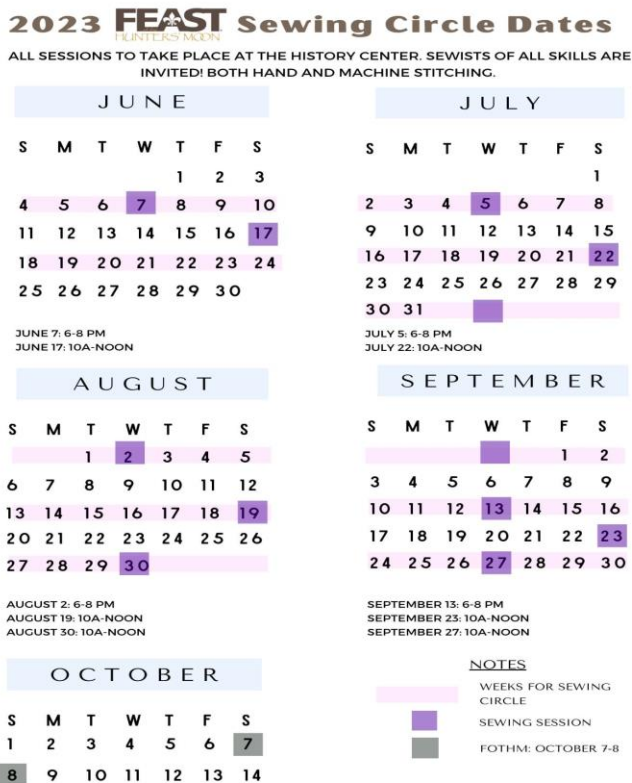 2023 FEAST Sewing Circle Dates
HUNTERS' MOON
ALL SESSIONS TO TAKE PLACE AT THE HISTORY CENTER. SEWISTS OF ALL SKILLS ARE
INVITED! BOTH HAND AND MACHINE STITCHING.
JUNE
S M T W T F S
1 2 3
4 5 6 7 8 9 10
11 12 13 14 15 16 17
18 19 20 21 22 23 24
25 26 27 28 29 30
JUNE 7: 6-8 PM
JUNE 17: 10A-NOON
JULY
S M T W T F S
1
2 3 4 5 6 7 8
9 10 11 12 13 14 15
16 17 18 19 20 21 22
23 24 25 26 27 28 29
30 31
JULY 5: 6-8 PM
JULY 22: 10A-NOON
AUGUST
S M T W T F S
1 2 3 4 5
6 7 8 9 10 11 12
13 14 15 16 17 18 19
20 21 22 23 24 25 26
27 28 29 30
AUGUST 2: 6-8 PM
AUGUST 19: 10A-NOON
AUGUST 30: 10A-NOON
SEPTEMBER
S M T W T F S
1 2
3 4 5 6 7 8 9
10 11 12 13 14 15 16
17 18 19 20 21 22 23
24 25 26 27 28 29 30
SEPTEMBER 13: 6-8 PM
SEPTEMBER 23: 10A-NOON
SEPTEMBER 27: 10A-NOON
OCTOBER
S M T W T F S
1 2 3 4 5 6 7
8 9 10 11 12 13 14
NOTES
WEEKS FOR SEWING
CIRCLE
SEWING SESSION
FOTHM: OCTOBER 7-8